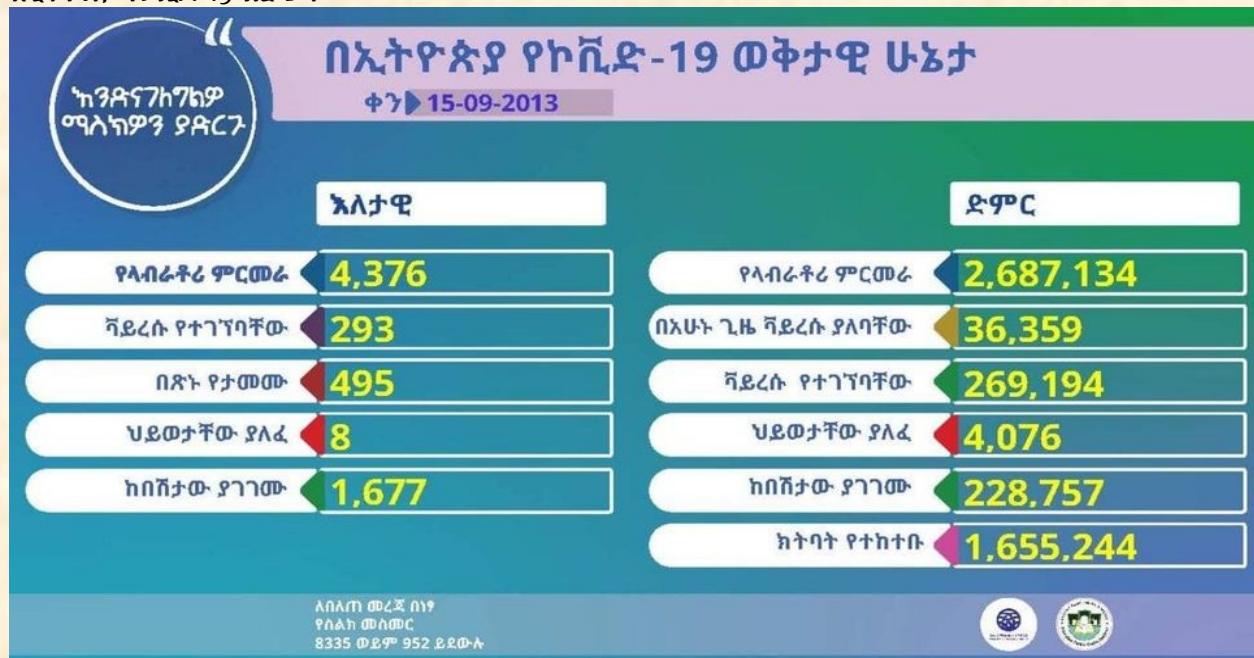 እንድናገለግልዎ
ማስክዎን ያድርጉ
በኢትዮጵያ የኮቪድ-19 ወቅታዊ ሁኔታ
ቀን 15-09-2013
እለታዊ
የላብራቶሪ ምርመራ 4,376
ቫይረሱ የተገኘባቸው 293
በጽኑ የታመሙ 495
ህይወታቸው ያለፈ 8
ከበሽታው ያገገሙ 1,677
ድምር
የላብራቶሪ ምርመራ 2,687,134
በአሁኑ ጊዜ ቫይረሱ ያለባቸው 36,359
ቫይረሱ የተገኘባቸው 269,194
ህይወታቸው ያለፈ 4,076
ከበሽታው ያገገሙ 228,757
ክትባት የተከተቡ 1,655,244
ለበለጠ መረጃ በነፃ
የስልክ መስመር
8335 ወይም 952 ይደውሉ